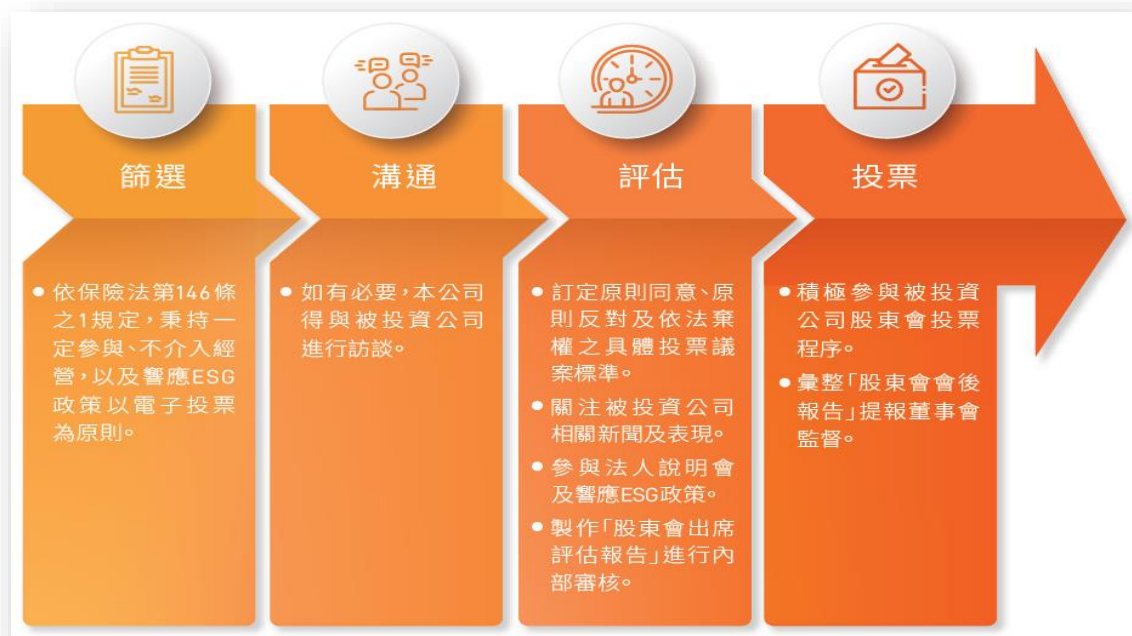 篩選
溝通
評估
投票
• 依保險法第146條
之1規定，秉持一
定參與、不介入經
營，以及響應ESG
政策以電子投票
為原則。
• 如有必要，本公司
得與被投資公司
進行訪談。
• 訂定原則同意、原
則反對及依法棄
權之具體投票議
案標準。
• 關注被投資公司
相關新聞及表現。
• 參與法人說明會
及響應ESG政策。
• 製作「股東會出席
評估報告」進行內
部審核。
• 積極參與被投資
公司股東會投票
程序。
• 彙整「股東會會後
報告」提報董事會
監督。